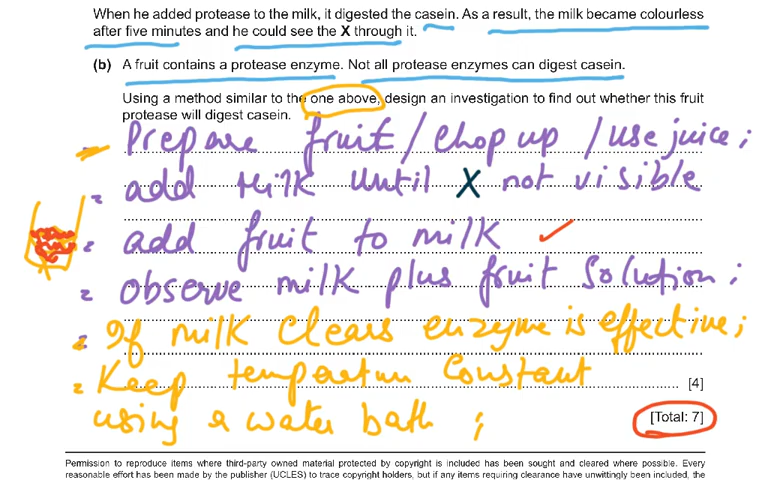 When he added protease to the milk, it digested the casein. As a result, the milk became colourless
after five minutes and he could see the X through it.
(b) A fruit contains a protease enzyme. Not all protease enzymes can digest casein.
Using a method similar to the one above, design an investigation to find out whether this fruit
protease will digest casein.
Prepare fruit / chop up / use juice ;
add Milk until X not visible
add fruit to milk ✓
observe milk plus fruit solution ;
If milk clears enzyme is effective ;
Keep temperature constant
[4]
using a water bath ;
[Total: 7]
Permission to reproduce items where third-party owned material protected by copyright is included has been sought and cleared where possible. Every
reasonable effort has been made by the publisher (UCLES) to trace copyright holders, but if any items requiring clearance have unwittingly been included, the